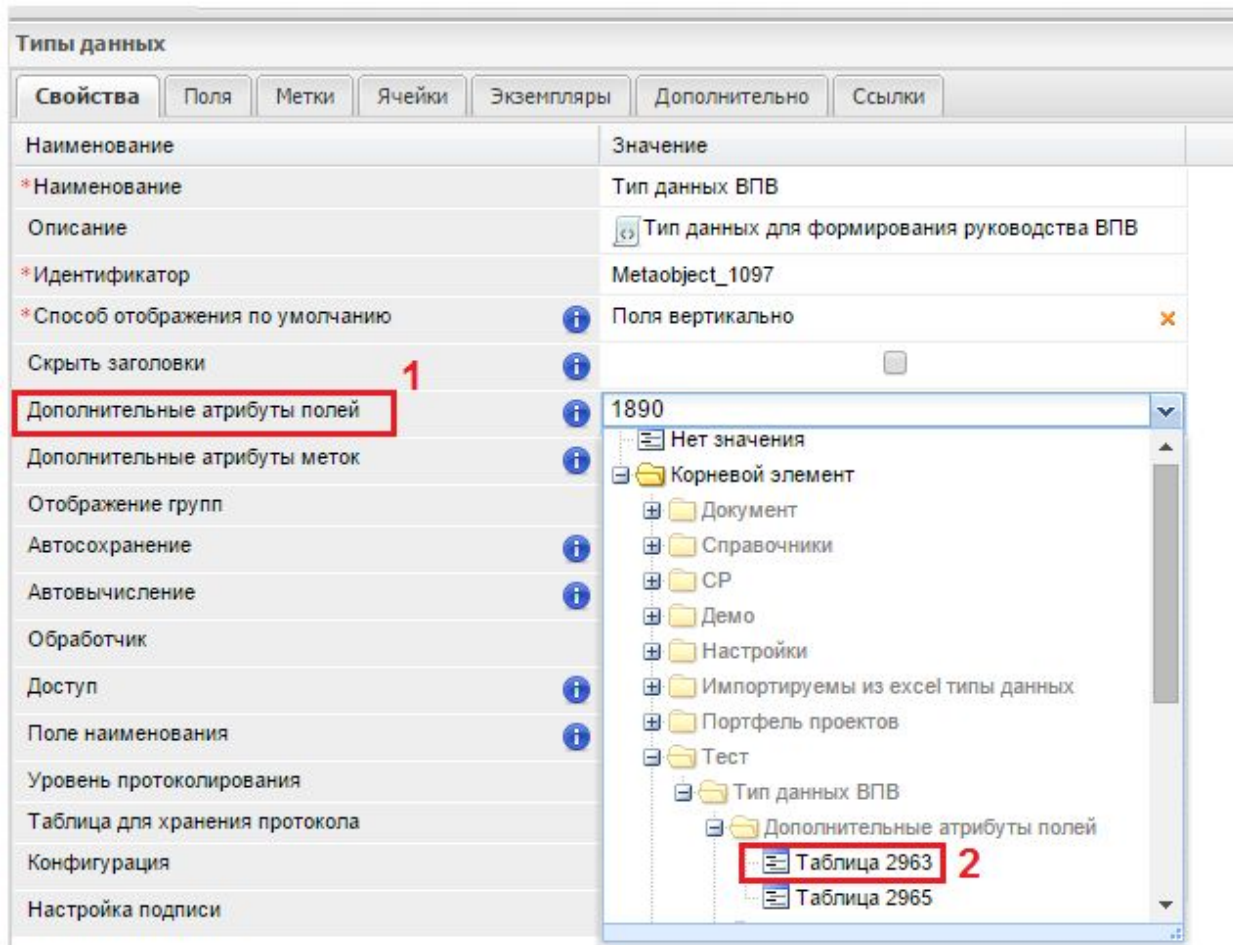 Типы данных
Свойства Поля Метки Ячейки Экземпляры Дополнительно Ссылки
Наименование Значение
*Наименование Тип данных ВПВ
Описание Тип данных для формирования руководства ВПВ
*Идентификатор Metaobject_1097
*Способ отображения по умолчанию Поля вертикально
Скрыть заголовки
1
Дополнительные атрибуты полей 1890
Нет значения
Дополнительные атрибуты меток
Корневой элемент
Отображение групп
Документ
Автосохранение
Справочники
СР
Автовычисление
Демо
Обработчик
Настройки
Доступ
Импортируемы из excel типы данных
Поле наименования
Портфель проектов
Тест
Уровень протоколирования
Тип данных ВПВ
Таблица для хранения протокола
Дополнительные атрибуты полей
Конфигурация
Таблица 2963 2
Настройка подписи
Таблица 2965